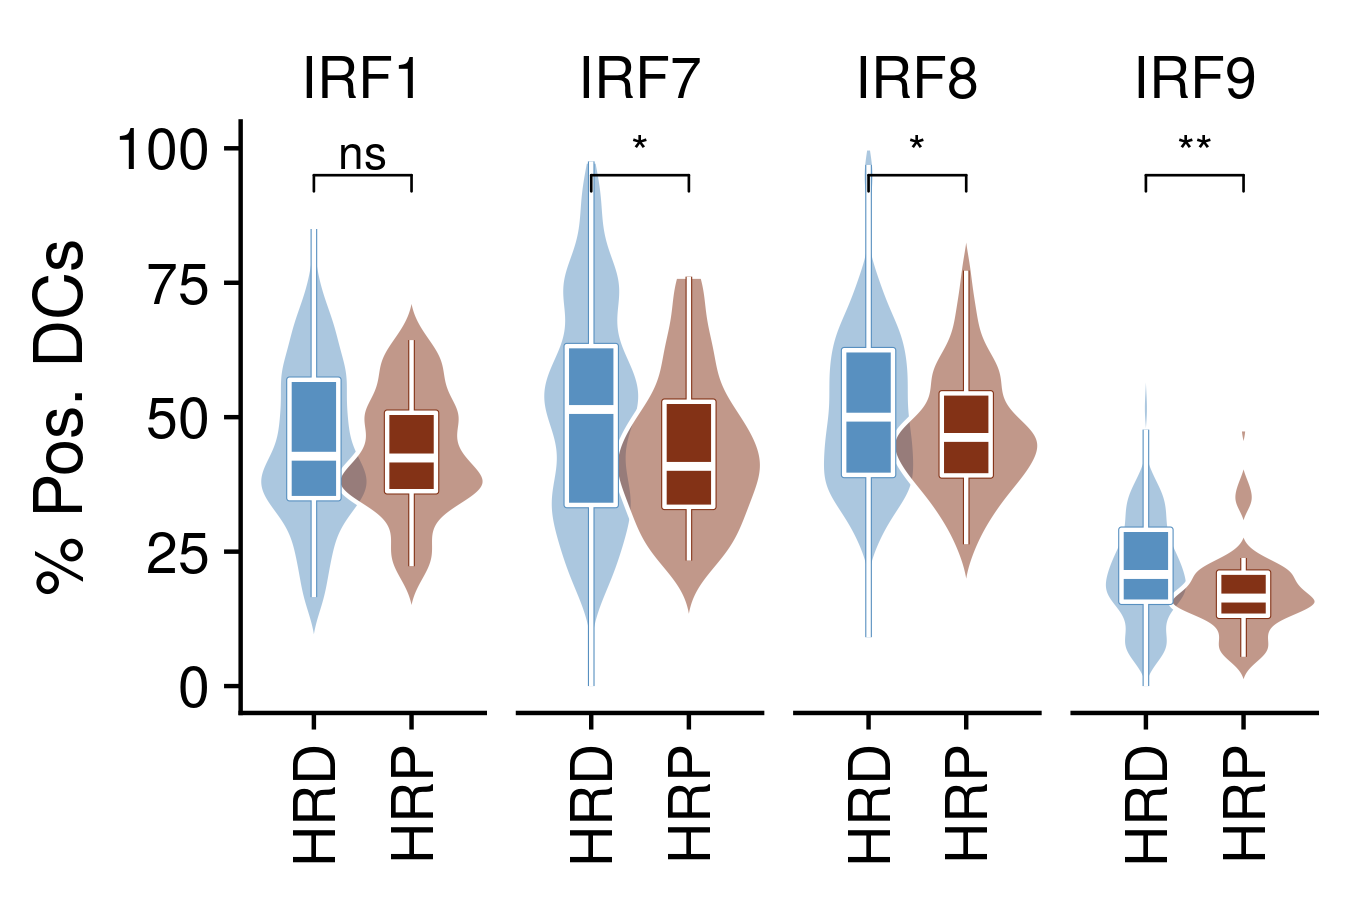 IRF1 IRF7 IRF8 IRF9
ns * * **
% Pos. DCs
100
75
50
25
0
HRD HRP HRD HRP HRD HRP HRD HRP